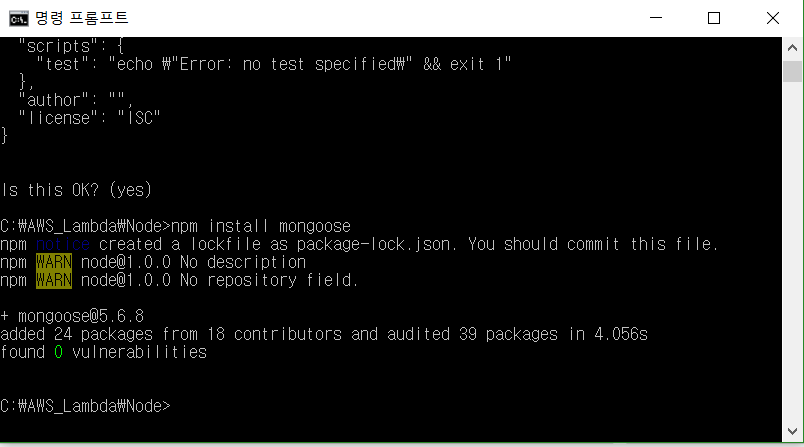 명령 프롬프트
"scripts": {
"test": "echo ₩"Error: no test specified₩" && exit 1"
},
"author": "",
"license": "ISC"
}
Is this OK? (yes)
C:₩AWS_Lambda₩Node>npm install mongoose
npm notice created a lockfile as package-lock.json. You should commit this file.
npm WARN node@1.0.0 No description
npm WARN node@1.0.0 No repository field.
+ mongoose@5.6.8
added 24 packages from 18 contributors and audited 39 packages in 4.056s
found 0 vulnerabilities
C:₩AWS_Lambda₩Node>